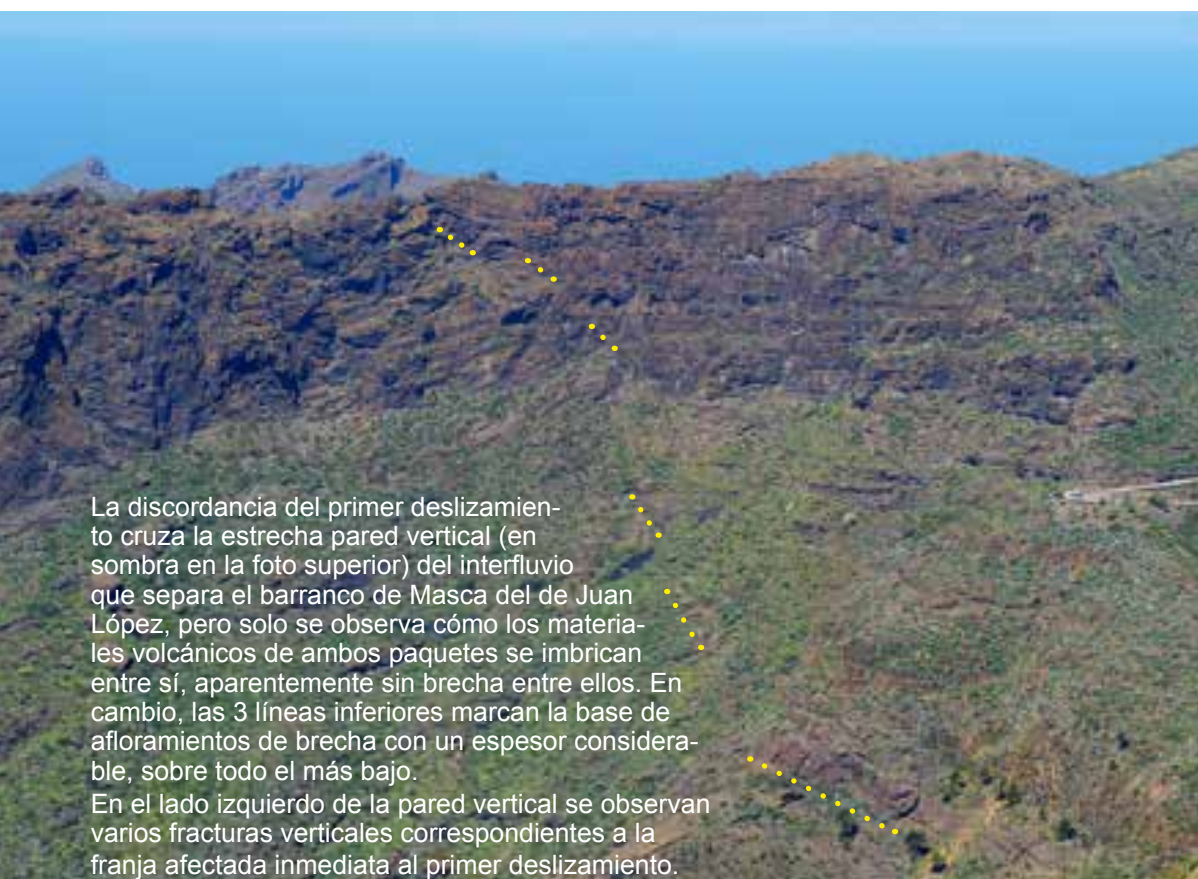 La discordancia del primer deslizamien-
to cruza la estrecha pared vertical (en
sombra en la foto superior) del interfluvio
que separa el barranco de Masca del de Juan
López, pero solo se observa cómo los materia-
les volcánicos de ambos paquetes se imbrican
entre sí, aparentemente sin brecha entre ellos. En
cambio, las 3 líneas inferiores marcan la base de
afloramientos de brecha con un espesor considera-
ble, sobre todo el más bajo.
En el lado izquierdo de la pared vertical se observan
varios fracturas verticales correspondientes a la
franja afectada inmediata al primer deslizamiento.